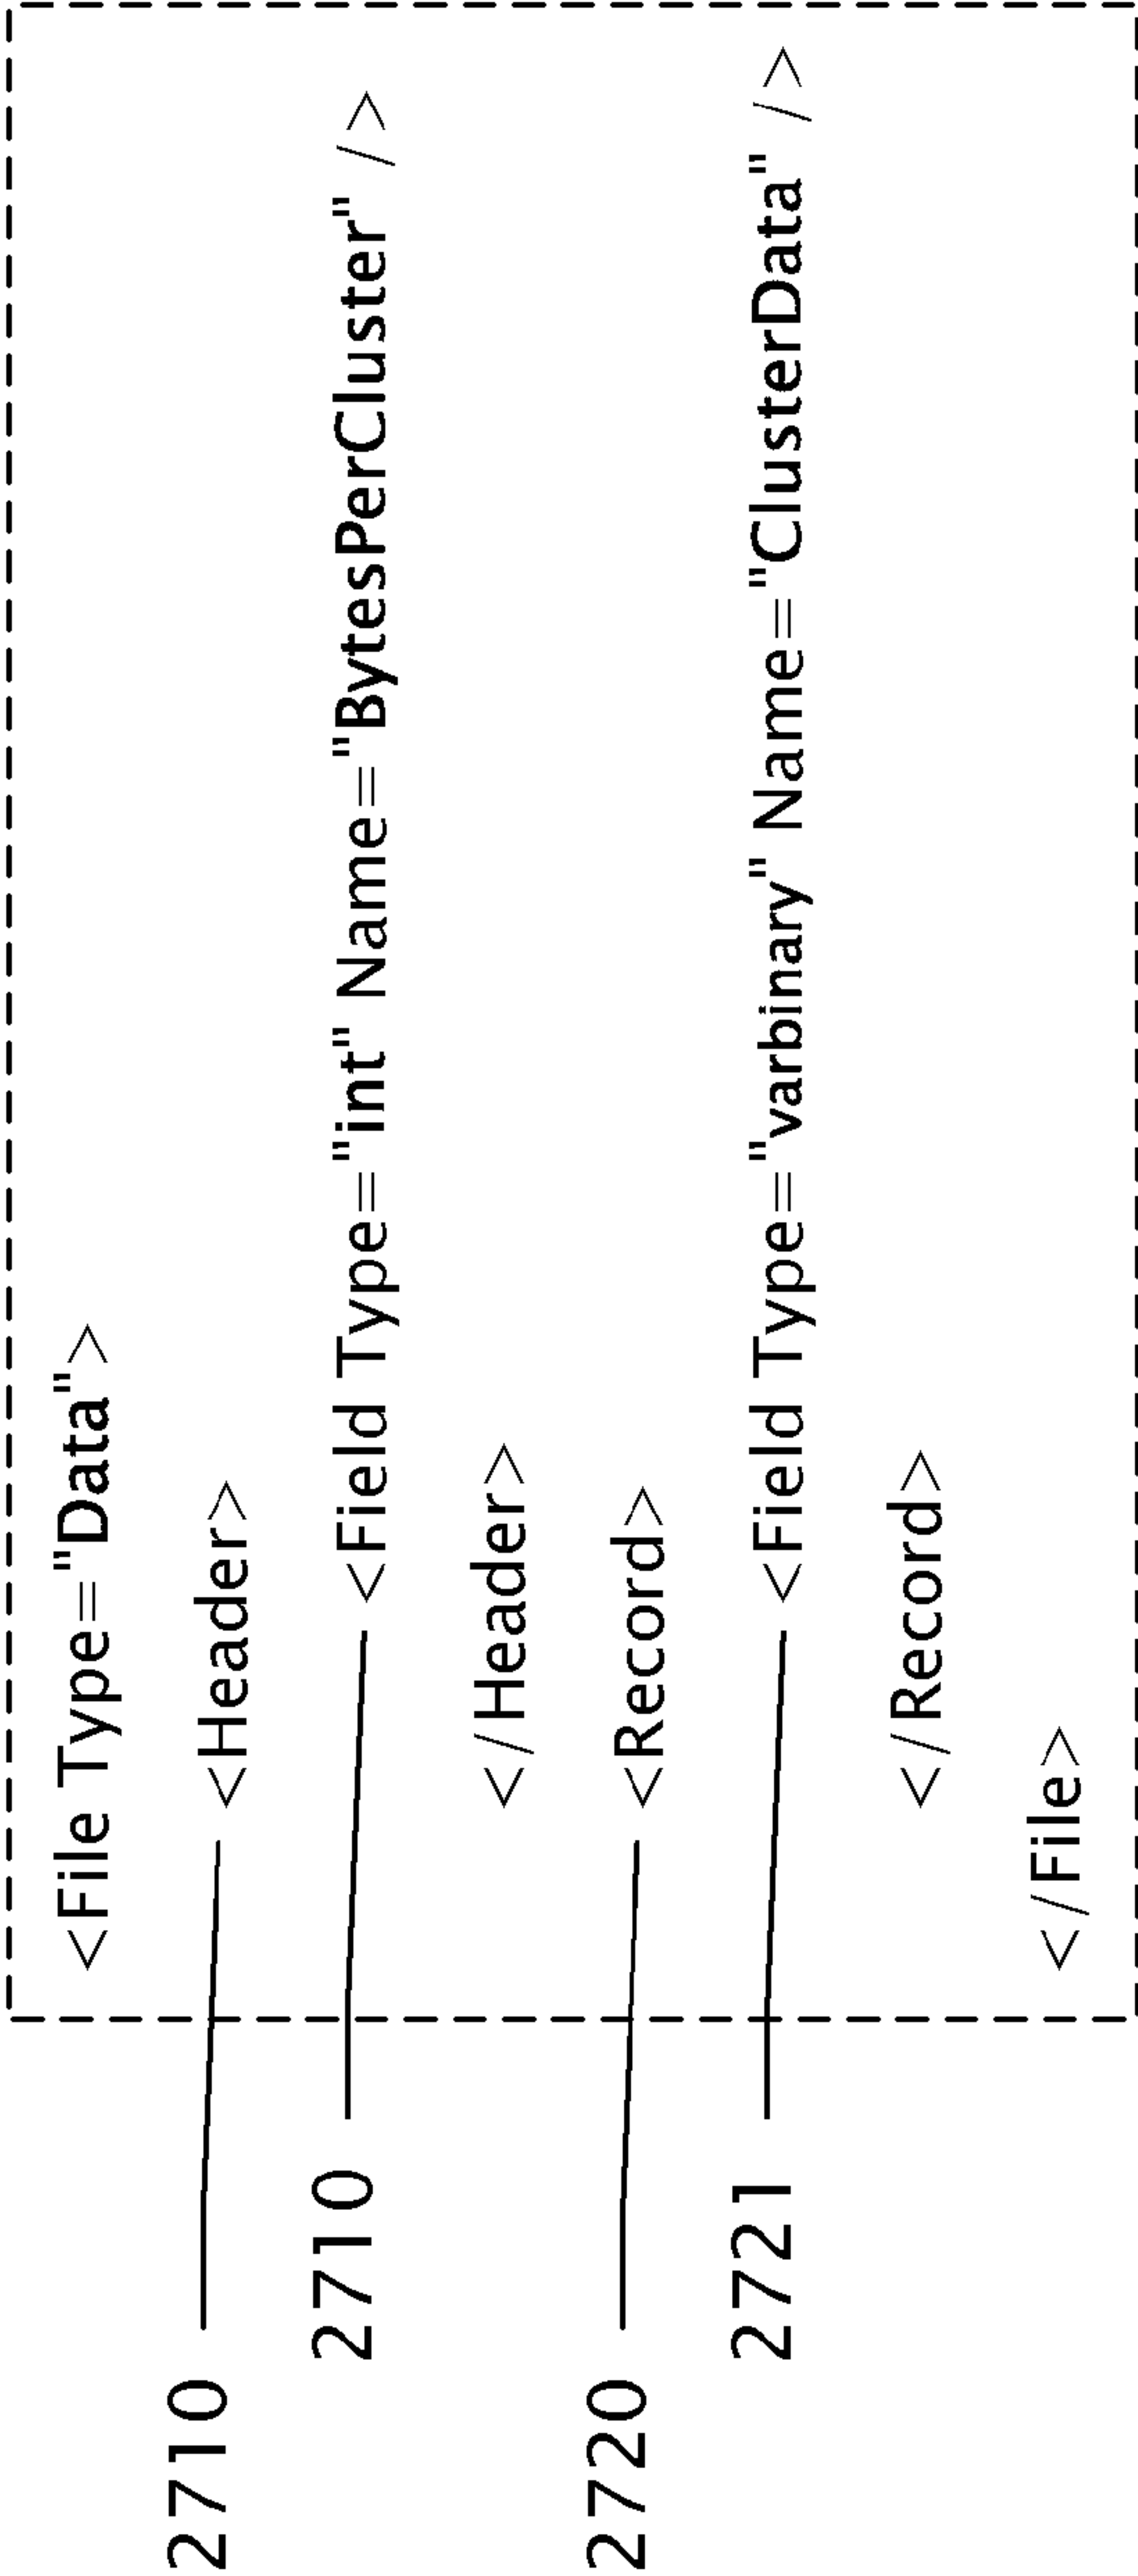 <File Type="Data">
2710 <Header>
2710 <Field Type="int" Name="BytesPerCluster" />
</Header>
2720 <Record>
2721 <Field Type="varbinary" Name="ClusterData" />
</Record>
</File>